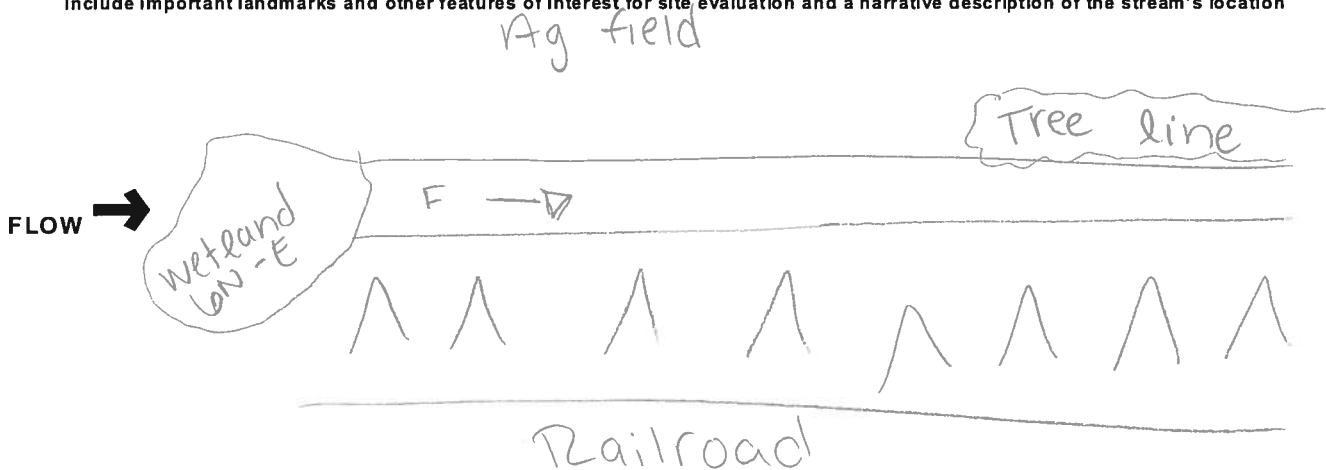 Include important landmarks and other features of interest for site evaluation and a narrative description of the stream's location
Ag field
Tree line
FLOW
F
wetland
6N-E
Railroad